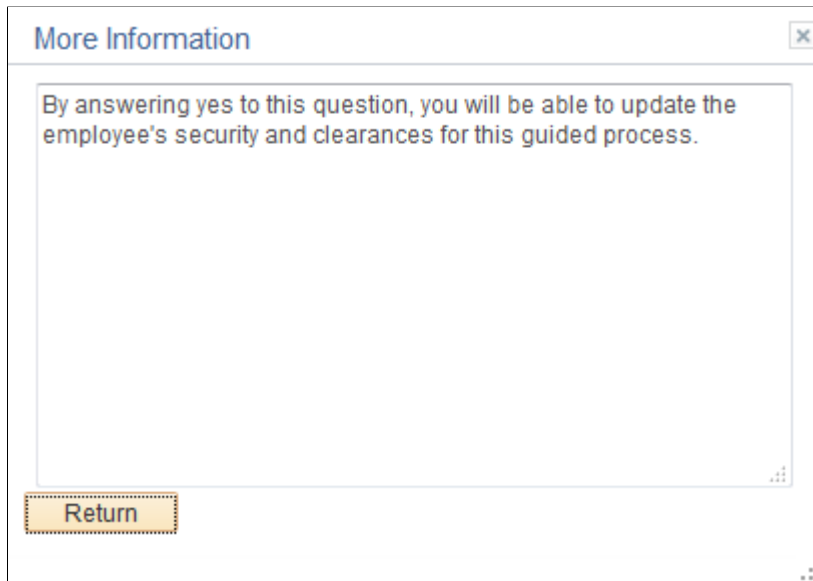 More Information
By answering yes to this question, you will be able to update the
employee's security and clearances for this guided process.
Return